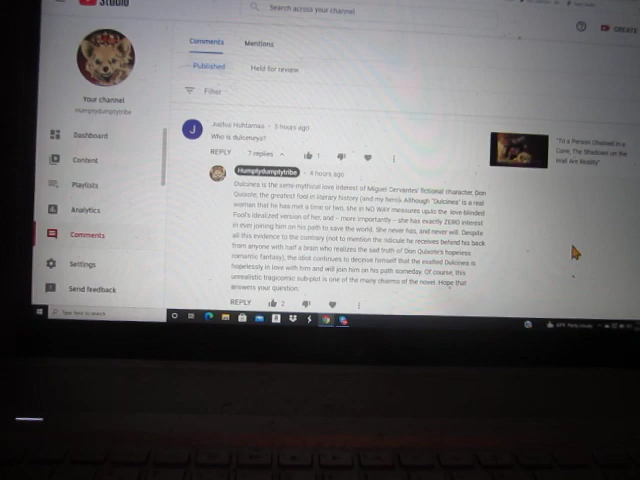 Studio
Search across your channel
CREATE
Your channel
Humptydumptytribe
Dashboard
Content
Playlists
Analytics
Comments
Settings
Send feedback
Comments
Mentions
Published
Held for review
Filter
J
5 hours ago
Who is dulceneya?
REPLY
7 replies
1
"To a Person Chained in a
Cave, The Shadows on the
Wall Are Reality"
Humptydumptytribe · 4 hours ago
Dulcinea is the semi-mythical love interest of Miguel Cervantes' fictional character, Don
Quixote, the greatest fool in literary history (and my hero). Although "Dulcinea" is a real
woman that he has met a time or two, she in NO WAY measures up to the love-blinded
Fool's idealized version of her, and – more importantly – she has exactly ZERO interest
in ever joining him on his path to save the world. She never has, and never will. Despite
all this evidence to the contrary (not to mention the ridicule he receives behind his back
from anyone with half a brain who realizes the sad truth of Don Quixote's hopeless
romantic fantasy), the idiot continues to deceive himself that the exalted Dulcinea is
hopelessly in love with him and will join him on his path someday. Of course, this
unrealistic tragicomic sub-plot is one of the many charms of the novel. Hope that
answers your question.
REPLY
2
Type here to search